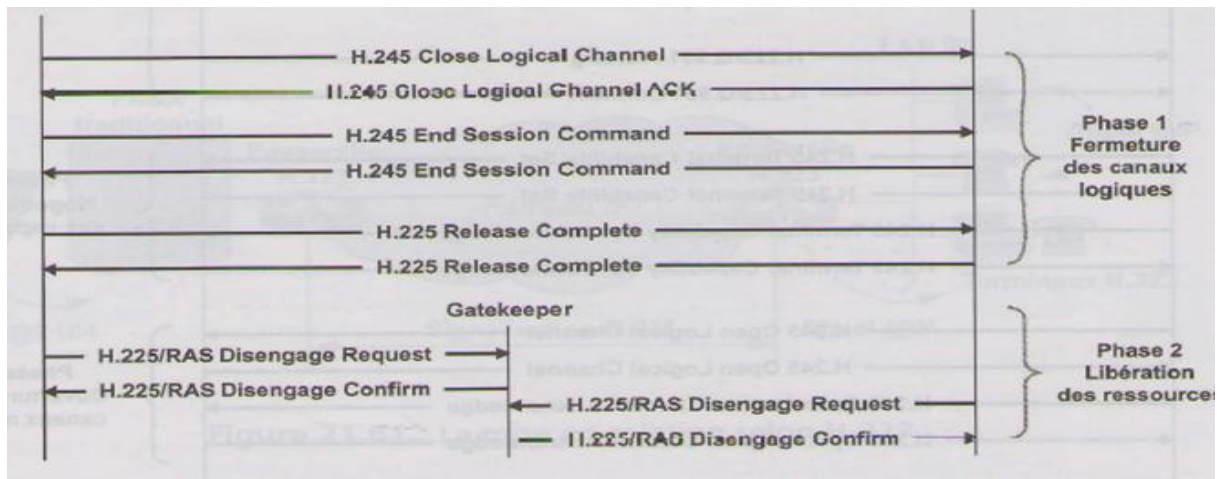 H.245 Close Logical Channel
H.245 Close Logical Channel ACK
H.245 End Session Command
H.245 End Session Command
H.225 Release Complete
H.225 Release Complete
Phase 1
Fermeture
des canaux
logiques
Gatekeeper
H.225/RAS Disengage Request
H.225/RAS Disengage Confirm
H.225/RAS Disengage Request
H.225/RAS Disengage Confirm
Phase 2
Libération
des ressources